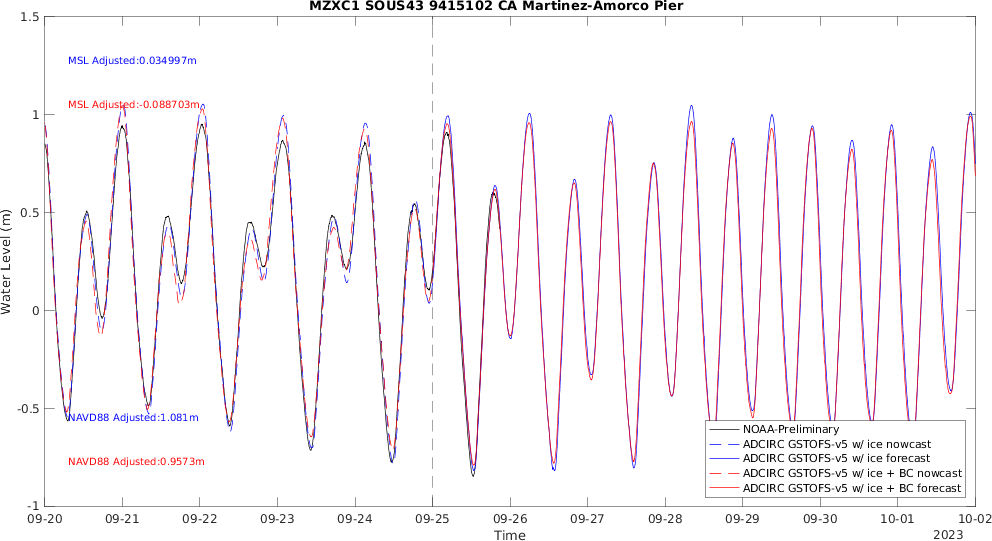 MZXC1 SOUS43 9415102 CA Martinez-Amorco Pier
1.5
1
0.5
0
-0.5
-1
Water Level (m)
MSL Adjusted:0.034997m
MSL Adjusted:-0.088703m
NAVD88 Adjusted:1.081m
NAVD88 Adjusted:0.9573m
NOAA-Preliminary
ADCIRC GSTOFS-v5 w/ ice nowcast
ADCIRC GSTOFS-v5 w/ ice forecast
ADCIRC GSTOFS-v5 w/ ice + BC nowcast
ADCIRC GSTOFS-v5 w/ ice + BC forecast
09-20 09-21 09-22 09-23 09-24 09-25 09-26 09-27 09-28 09-29 09-30 10-01 10-02
Time
2023